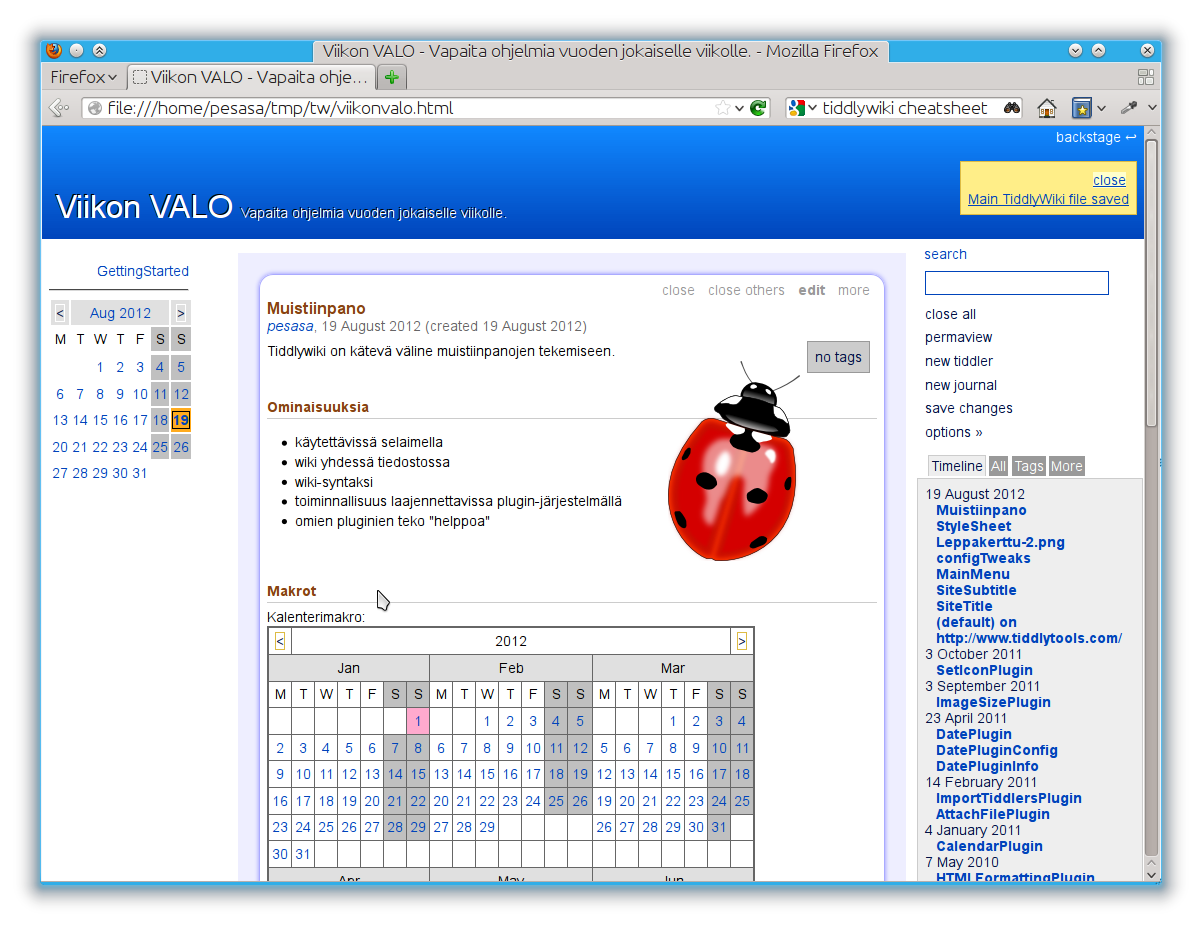 Viikon VALO - Vapaita ohjelmia vuoden jokaiselle viikolle. - Mozilla Firefox
Firefox
Viikon VALO - Vapaita ohje...
file:///home/pesasa/tmp/tw/viikonvalo.html
tiddlywiki cheatsheet
backstage ↩
close
Main TiddlyWiki file saved
Viikon VALO Vapaita ohjelmia vuoden jokaiselle viikolle.
GettingStarted
< Aug 2012 >
M T W T F S S
1 2 3 4 5
6 7 8 9 10 11 12
13 14 15 16 17 18 19
20 21 22 23 24 25 26
27 28 29 30 31
close close others edit more
Muistiinpano
pesasa, 19 August 2012 (created 19 August 2012)
Tiddlywiki on kätevä väline muistiinpanojen tekemiseen.
no tags
Ominaisuuksia
• käytettävissä selaimella
• wiki yhdessä tiedostossa
• wiki-syntaksi
• toiminnallisuus laajennettavissa plugin-järjestelmällä
• omien pluginien teko "helppoa"
Makrot
Kalenterimakro:
< 2012 >
Jan Feb Mar
M T W T F S S M T W T F S S M T W T F S S
1 1 2 3 4 5 1 2 3 4
2 3 4 5 6 7 8 6 7 8 9 10 11 12 5 6 7 8 9 10 11
9 10 11 12 13 14 15 13 14 15 16 17 18 19 12 13 14 15 16 17 18
16 17 18 19 20 21 22 20 21 22 23 24 25 26 19 20 21 22 23 24 25
23 24 25 26 27 28 29 27 28 29 26 27 28 29 30 31
30 31
Apr May Jun
search
close all
permaview
new tiddler
new journal
save changes
options »
Timeline All Tags More
19 August 2012
Muistiinpano
StyleSheet
Leppakerttu-2.png
configTweaks
MainMenu
SiteSubtitle
SiteTitle
(default) on
http://www.tiddlytools.com/
3 October 2011
SetIconPlugin
3 September 2011
ImageSizePlugin
23 April 2011
DatePlugin
DatePluginConfig
DatePluginInfo
14 February 2011
ImportTiddlersPlugin
AttachFilePlugin
4 January 2011
CalendarPlugin
7 May 2010
HTMLFormattingPlugin